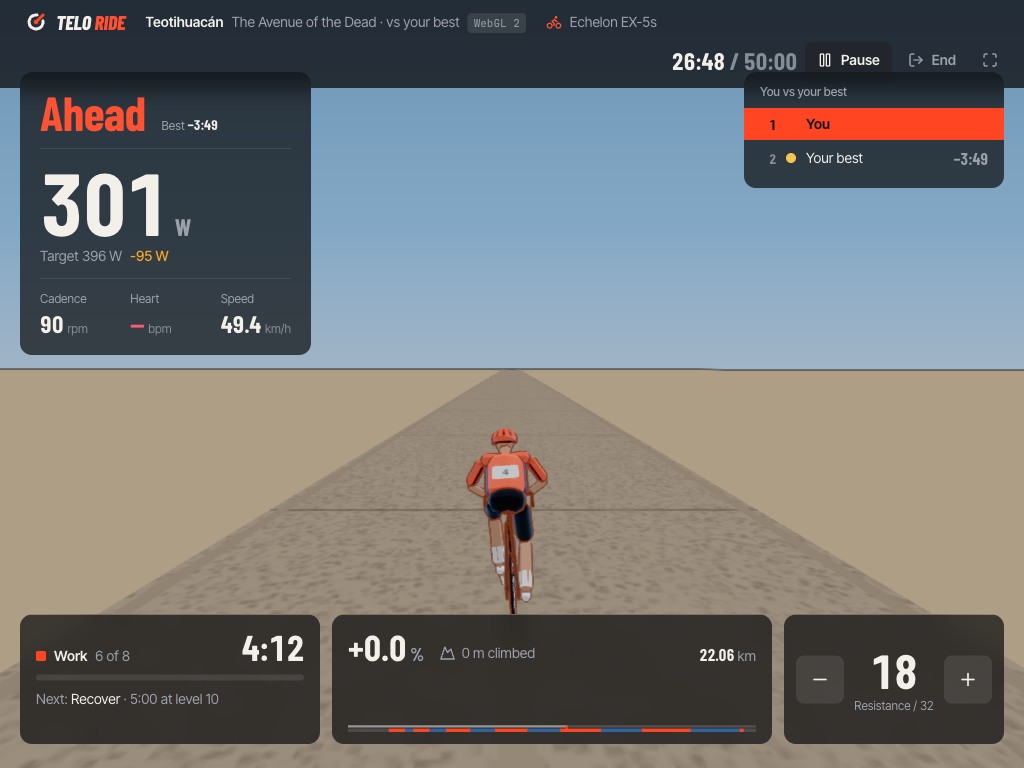 TELO RIDE Teotihuacán The Avenue of the Dead · vs your best WebGL 2 Echelon EX-5s
26:48 / 50:00 Pause End
Ahead Best −3:49
301 W
Target 396 W -95 W
Cadence Heart Speed
90 rpm — bpm 49.4 km/h
You vs your best
1 You
2 Your best −3:49
4
Work 6 of 8 4:12
Next: Recover · 5:00 at level 10
+0.0 % 0 m climbed 22.06 km
− 18 +
Resistance / 32